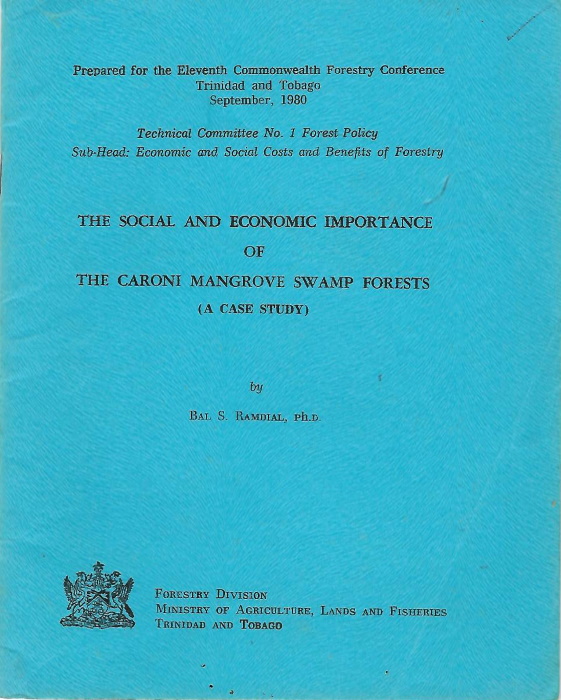 Prepared for the Eleventh Commonwealth Forestry Conference
Trinidad and Tobago
September, 1980
Technical Committee No. 1 Forest Policy
Sub-Head: Economic and Social Costs and Benefits of Forestry
THE SOCIAL AND ECONOMIC IMPORTANCE
OF
THE CARONI MANGROVE SWAMP FORESTS
(A CASE STUDY)
by
BAL S. RAMDIAL, Ph.D.
FORESTRY DIVISION
MINISTRY OF AGRICULTURE, LANDS AND FISHERIES
TRINIDAD AND TOBAGO